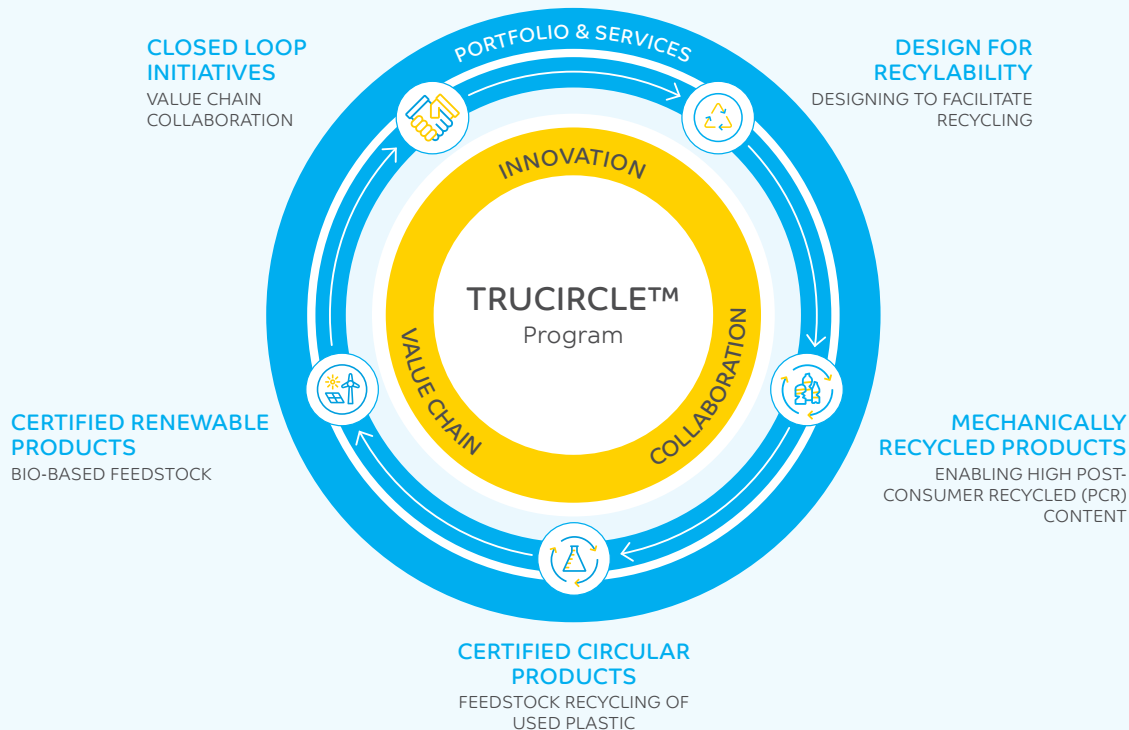 PORTFOLIO & SERVICES
CLOSED LOOP
INITIATIVES
VALUE CHAIN
COLLABORATION
DESIGN FOR
RECYLABILITY
DESIGNING TO FACILITATE
RECYCLING
INNOVATION
TRUCIRCLE™
Program
VALUE CHAIN
COLLABORATION
CERTIFIED RENEWABLE
PRODUCTS
BIO-BASED FEEDSTOCK
MECHANICALLY
RECYCLED PRODUCTS
ENABLING HIGH POST-
CONSUMER RECYCLED (PCR)
CONTENT
CERTIFIED CIRCULAR
PRODUCTS
FEEDSTOCK RECYCLING OF
USED PLASTIC